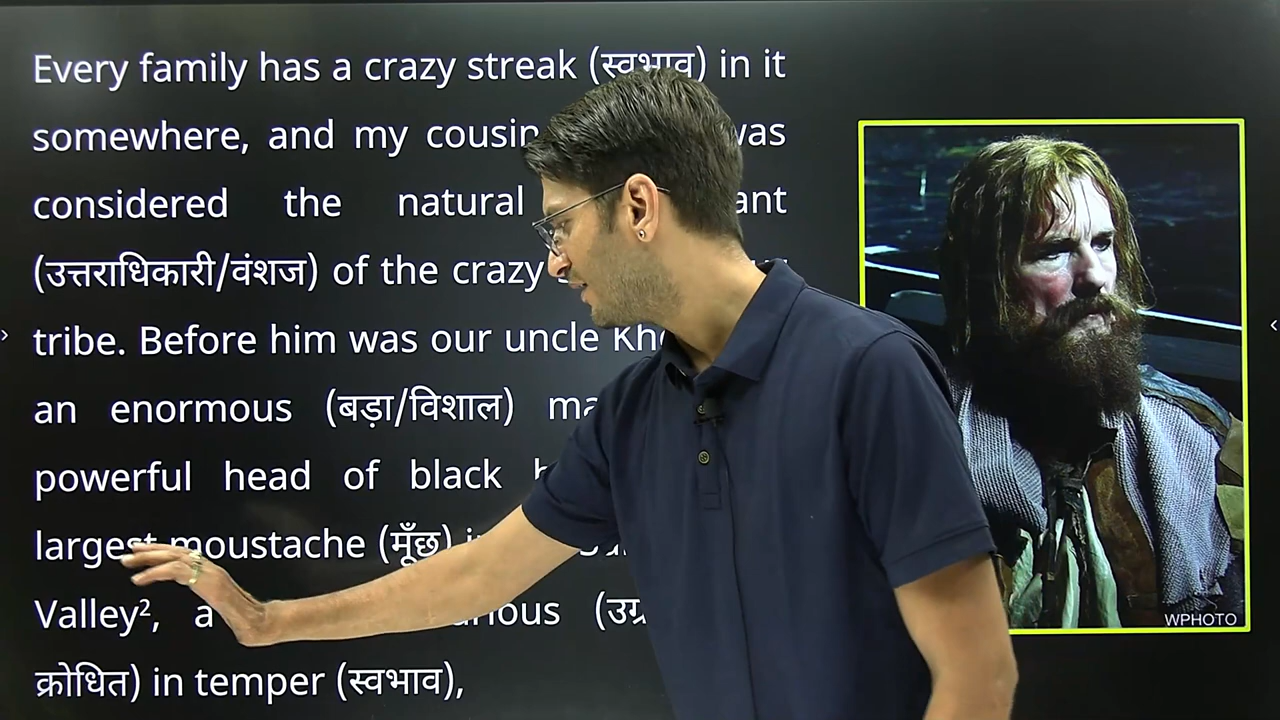 Every family has a crazy streak (स्वभाव) in it
somewhere, and my cousin was
considered the natural
(उत्तराधिकारी/वंशज) of the crazy
tribe. Before him was our uncle
an enormous (बड़ा/विशाल)
powerful head of black
largest moustache (मूँछ)
Valley²,
क्रोधित) in temper (स्वभाव),
WPHOTO